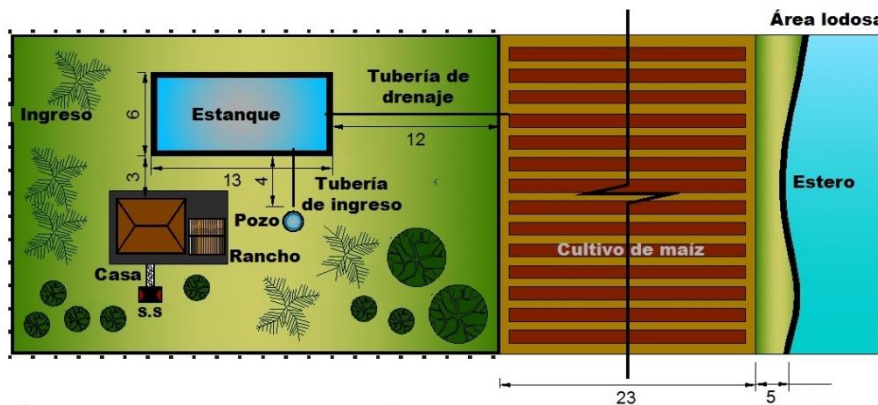 Área lodosa
Tubería de
drenaje
Ingreso
6
Estanque
12
3
13
4
Tubería
de ingreso
Estero
Pozo
Cultivo de maíz
Rancho
Casa
S.S
23
5